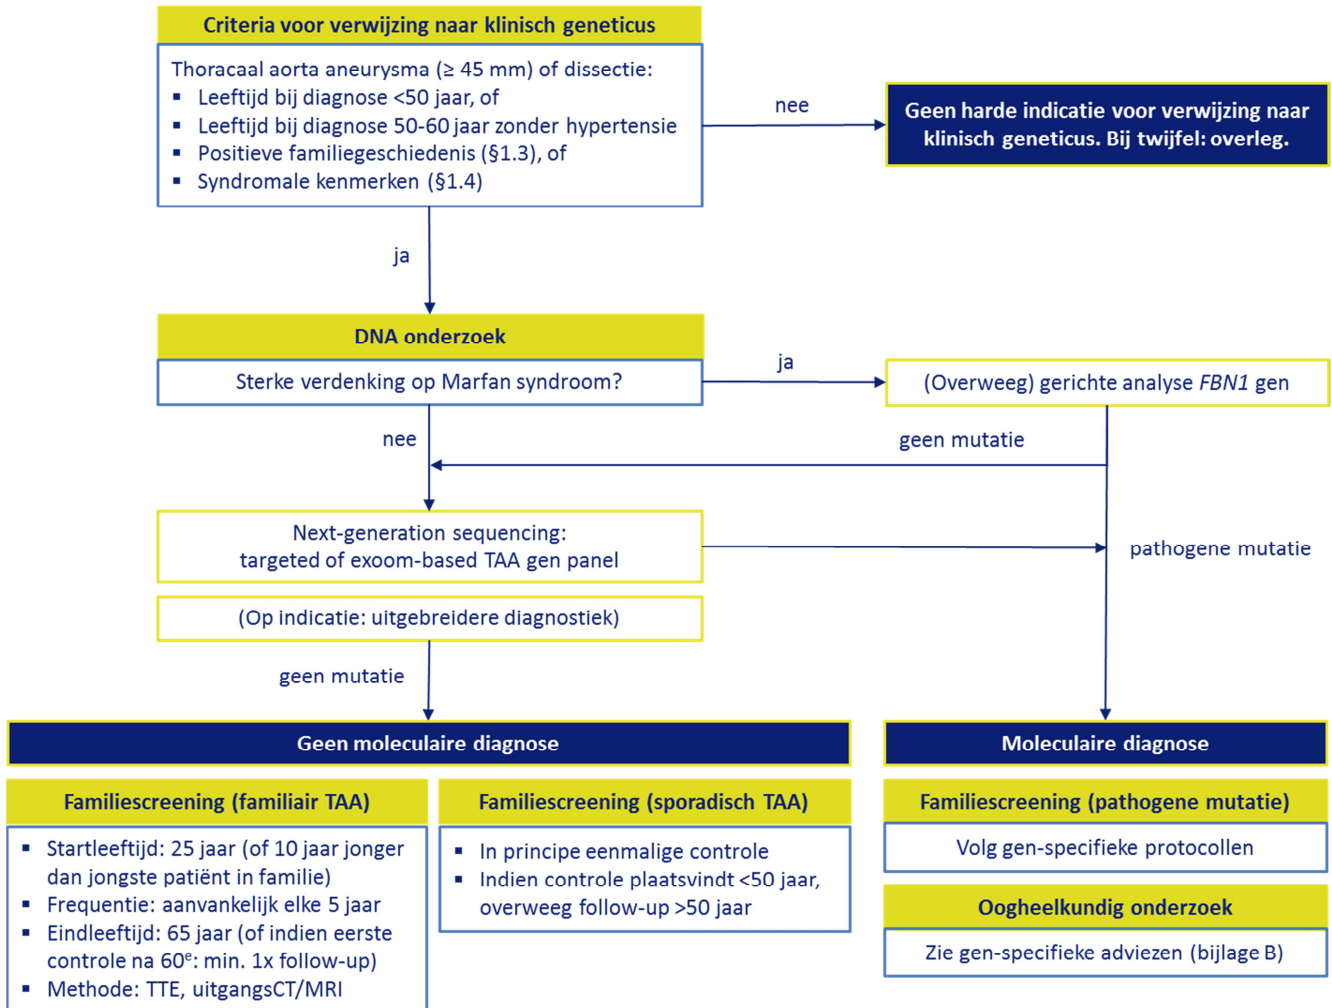 Criteria voor verwijzing naar klinisch geneticus
Thoracaal aorta aneurysma (≥ 45 mm) of dissectie:
▪ Leeftijd bij diagnose <50 jaar, of
▪ Leeftijd bij diagnose 50-60 jaar zonder hypertensie
▪ Positieve familiegeschiedenis (§1.3), of
▪ Syndromale kenmerken (§1.4)
nee
Geen harde indicatie voor verwijzing naar
klinisch geneticus. Bij twijfel: overleg.
ja
DNA onderzoek
Sterke verdenking op Marfan syndroom?
ja
(Overweeg) gerichte analyse FBN1 gen
nee
geen mutatie
Next-generation sequencing:
targeted of exoom-based TAA gen panel
pathogene mutatie
(Op indicatie: uitgebreidere diagnostiek)
geen mutatie
Geen moleculaire diagnose
Familiescreening (familiair TAA)
▪ Startleeftijd: 25 jaar (of 10 jaar jonger
dan jongste patiënt in familie)
▪ Frequentie: aanvankelijk elke 5 jaar
▪ Eindleeftijd: 65 jaar (of indien eerste
controle na 60e: min. 1x follow-up)
▪ Methode: TTE, uitgangsCT/MRI
Familiescreening (sporadisch TAA)
▪ In principe eenmalige controle
▪ Indien controle plaatsvindt <50 jaar,
overweeg follow-up >50 jaar
Moleculaire diagnose
Familiescreening (pathogene mutatie)
Volg gen-specifieke protocollen
Oogheelkundig onderzoek
Zie gen-specifieke adviezen (bijlage B)